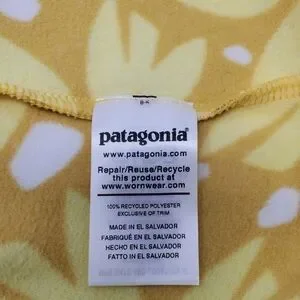 patagonia®
www.patagonia.com
Repair/Reuse/Recycle
this product at
www.wornwear.com
100% RECYCLED POLYESTER
EXCLUSIVE OF TRIM
MADE IN EL SALVADOR
FABRIQUÉ EN EL SALVADOR
HECHO EN EL SALVADOR
FATTO IN EL SALVADOR